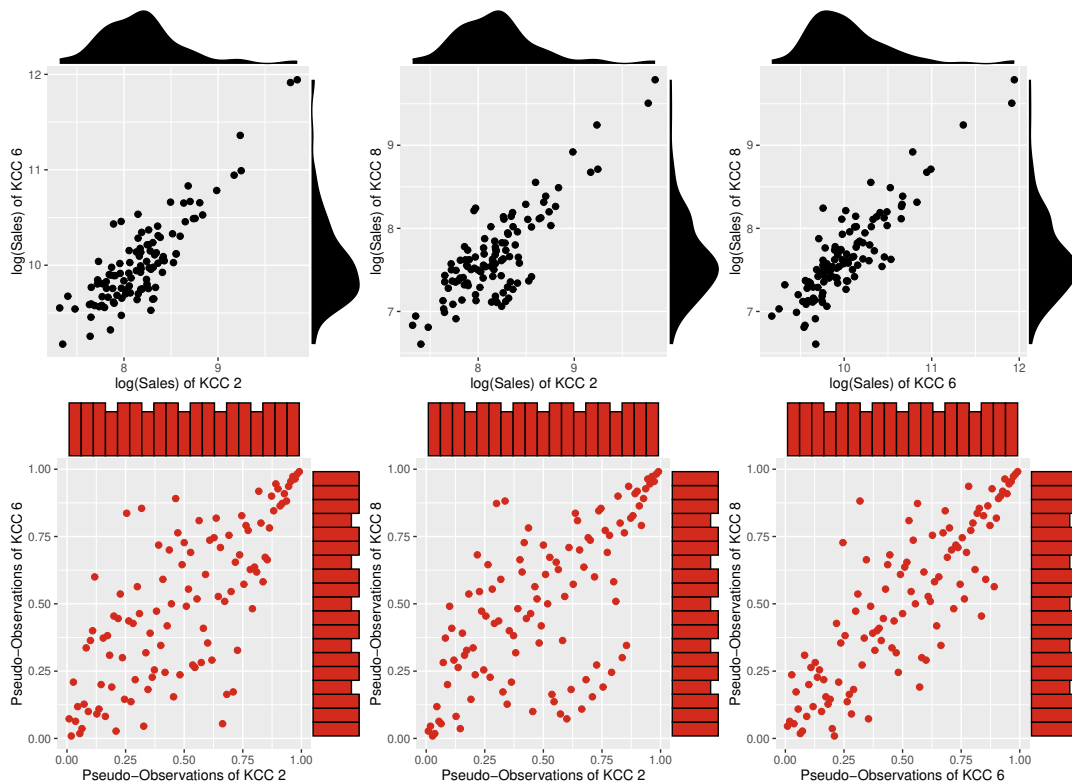 12
11
10
log(Sales) of KCC 6
8
9
log(Sales) of KCC 2
9
8
7
log(Sales) of KCC 8
8
9
log(Sales) of KCC 2
9
8
7
log(Sales) of KCC 8
10
11
12
log(Sales) of KCC 6
1.00
0.75
0.50
0.25
0.00
Pseudo−Observations of KCC 6
0.00 0.25 0.50 0.75 1.00
Pseudo−Observations of KCC 2
1.00
0.75
0.50
0.25
0.00
Pseudo−Observations of KCC 8
0.00 0.25 0.50 0.75 1.00
Pseudo−Observations of KCC 2
1.00
0.75
0.50
0.25
0.00
Pseudo−Observations of KCC 8
0.00 0.25 0.50 0.75 1.00
Pseudo−Observations of KCC 6